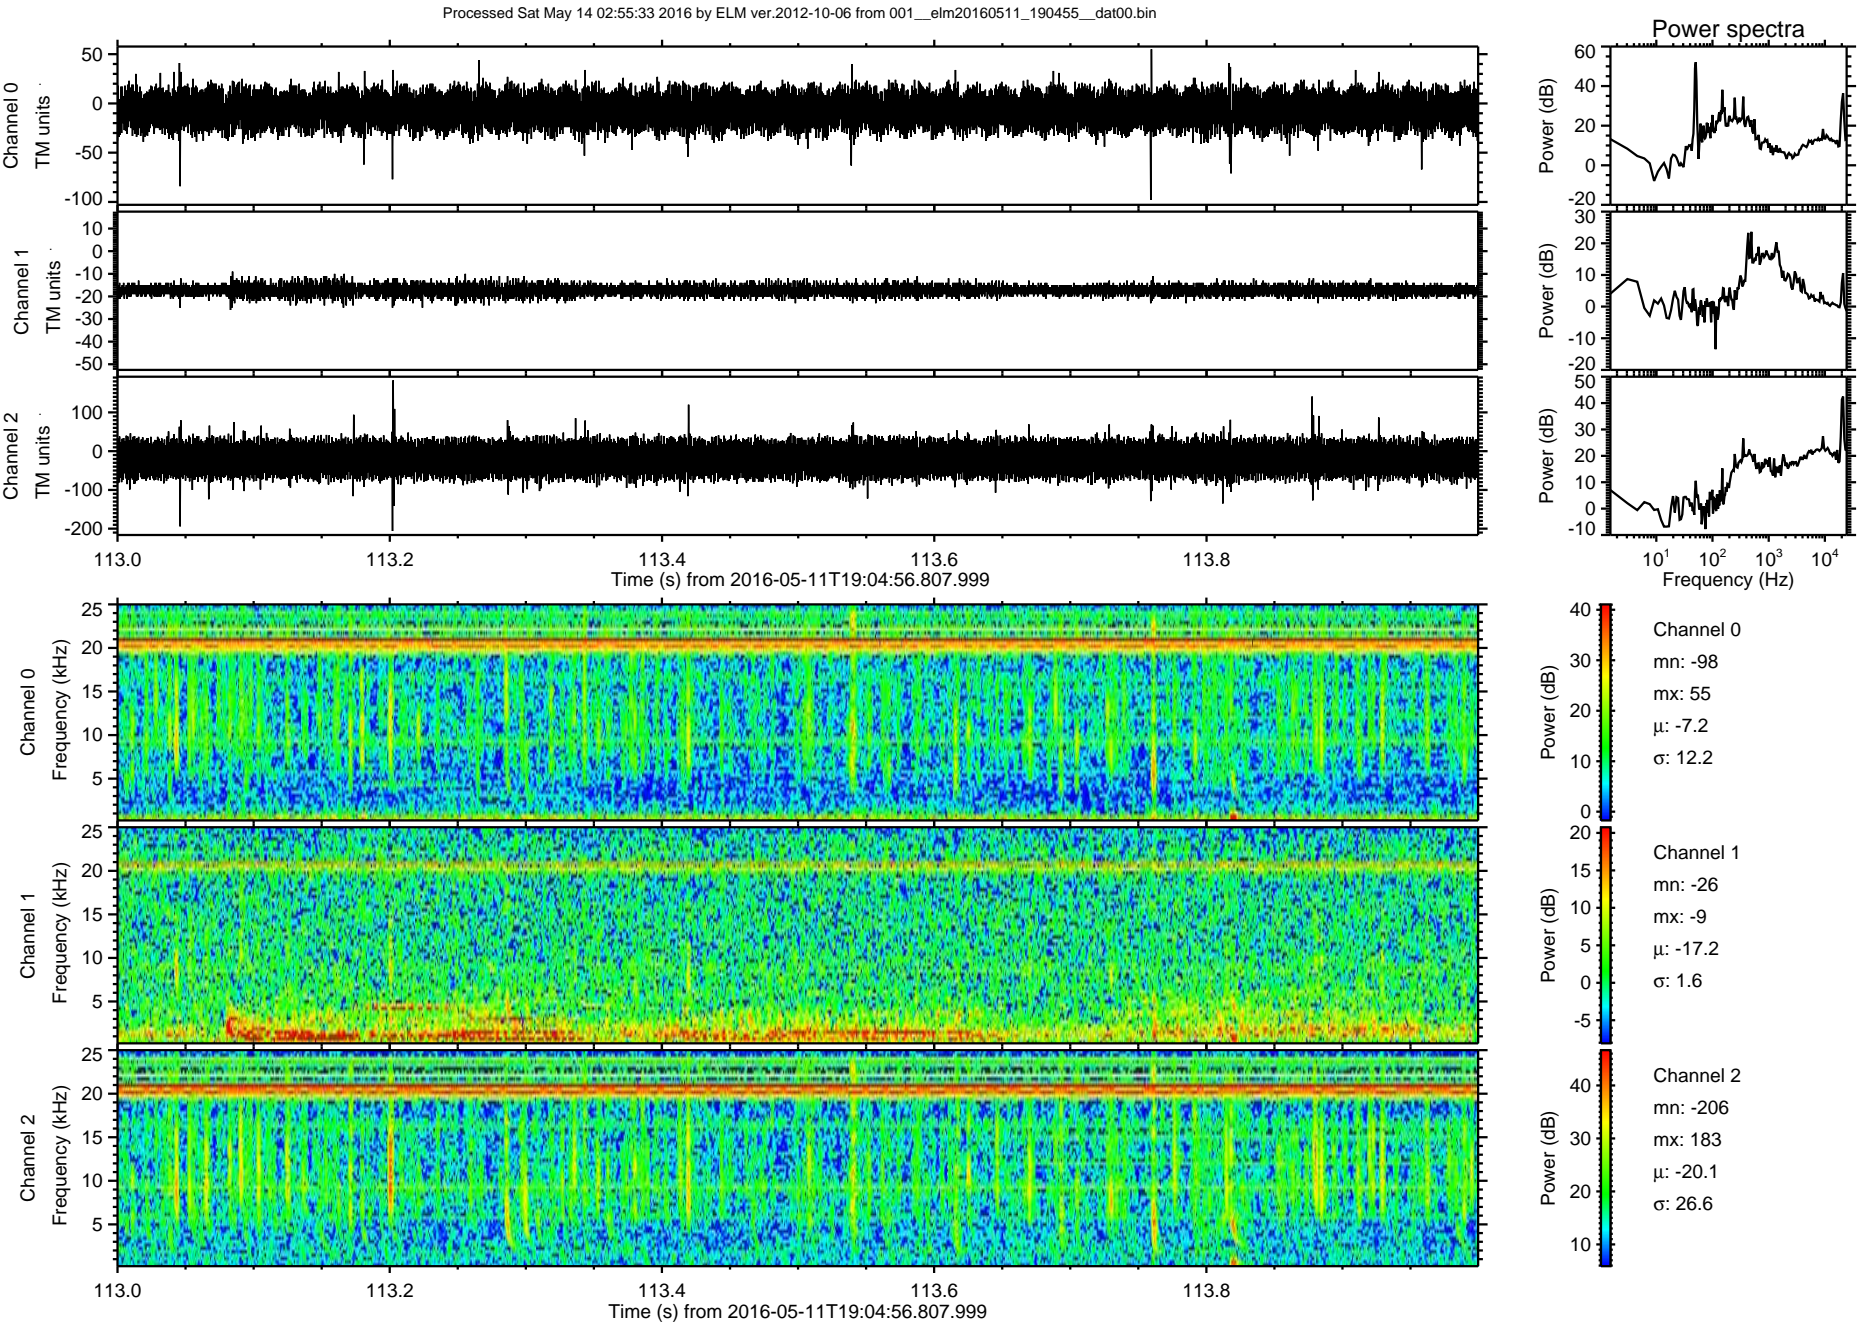 Processed Sat May 14 02:55:33 2016 by ELM ver.2012-10-06 from 001__elm20160511_190455__dat00.bin
Power spectra
Channel 0
TM units
50
0
-50
-100
Power (dB)
60
40
20
0
-20
Channel 1
TM units
10
0
-10
-20
-30
-40
-50
Power (dB)
30
20
10
0
-10
-20
Channel 2
TM units
100
0
-100
-200
Power (dB)
50
40
30
20
10
0
-10
113.0 113.2 113.4 113.6 113.8
Time (s) from 2016-05-11T19:04:56.807.999
10^1 10^2 10^3 10^4
Frequency (Hz)
Channel 0
Frequency (kHz)
25
20
15
10
5
Power (dB)
40
30
20
10
0
Channel 0
mn: -98
mx: 55
μ: -7.2
σ: 12.2
Channel 1
Frequency (kHz)
25
20
15
10
5
Power (dB)
20
15
10
5
0
-5
Channel 1
mn: -26
mx: -9
μ: -17.2
σ: 1.6
Channel 2
Frequency (kHz)
25
20
15
10
5
Power (dB)
40
30
20
10
Channel 2
mn: -206
mx: 183
μ: -20.1
σ: 26.6
113.0 113.2 113.4 113.6 113.8
Time (s) from 2016-05-11T19:04:56.807.999